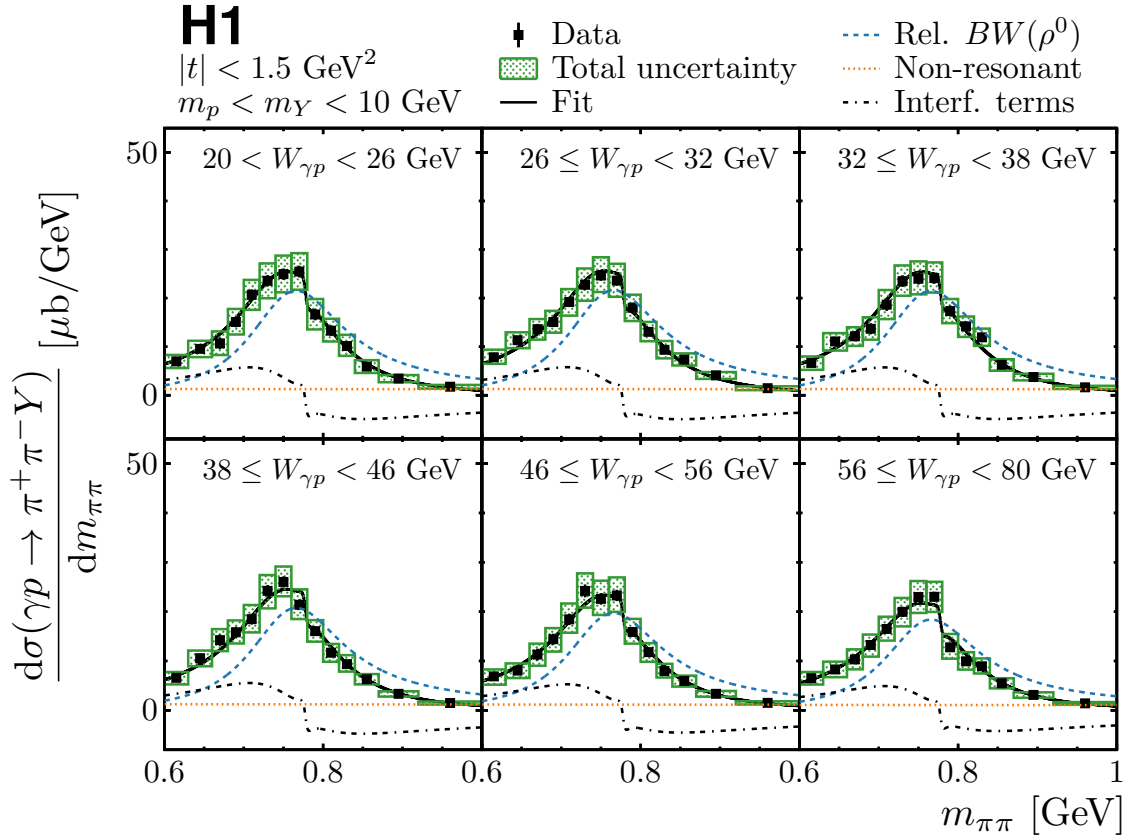 H1
|t| < 1.5 GeV²
m_p < m_Y < 10 GeV
Data
Total uncertainty
Fit
Rel. BW(ρ⁰)
Non-resonant
Interf. terms
dσ(γp → π⁺π⁻Y)
dm_ππ
[μb/GeV]
50
0
20 < W_γp < 26 GeV
26 ≤ W_γp < 32 GeV
32 ≤ W_γp < 38 GeV
50
0
38 ≤ W_γp < 46 GeV
46 ≤ W_γp < 56 GeV
56 ≤ W_γp < 80 GeV
0.6 0.8 0.6 0.8 0.6 0.8 1
m_ππ [GeV]